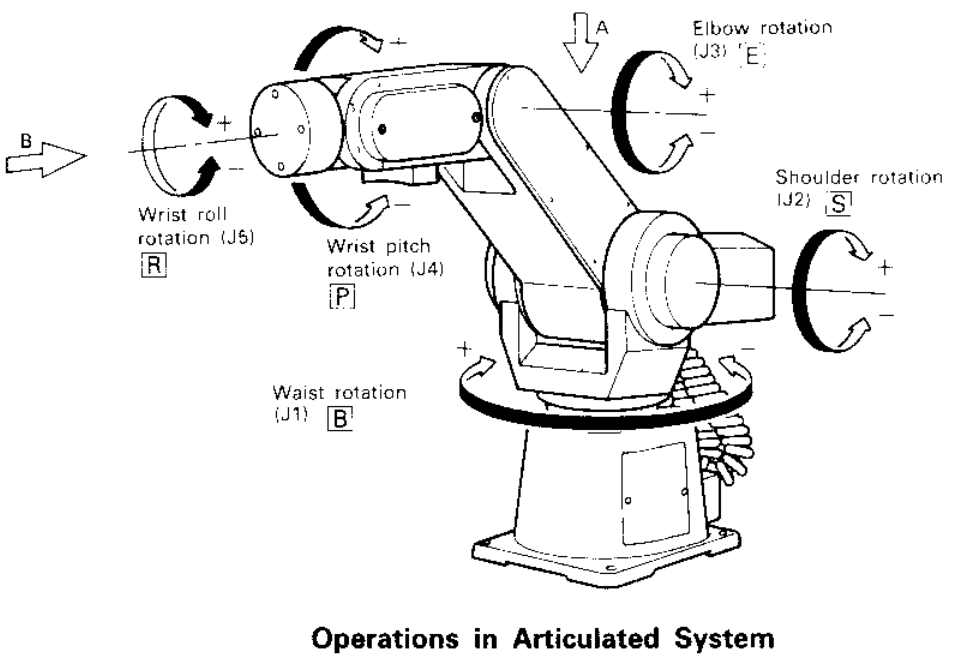 A
Elbow rotation
(J3) E
+
+
B
+
−
−
Shoulder rotation
(J2) S
Wrist roll
rotation (J5)
R
−
Wrist pitch
rotation (J4)
P
+
−
+
−
Waist rotation
(J1) B
Operations in Articulated System